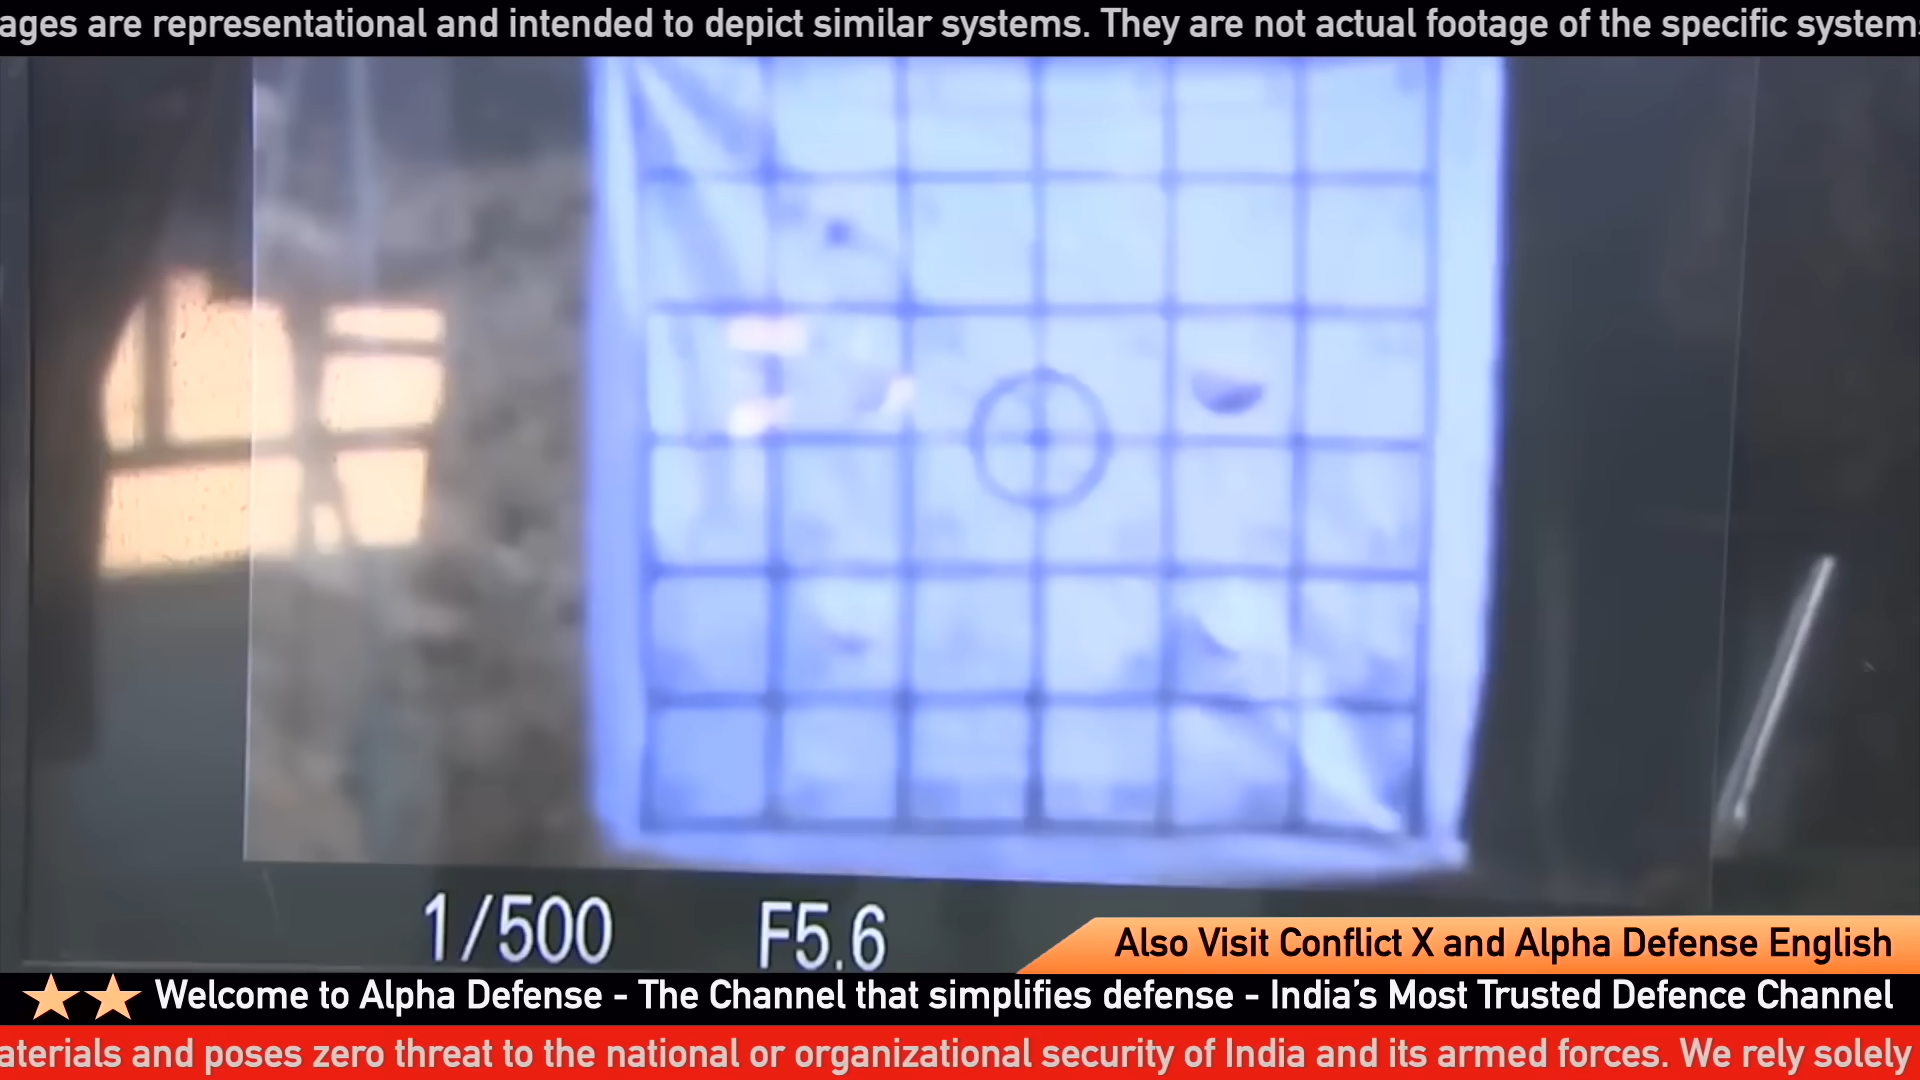 ages are representational and intended to depict similar systems. They are not actual footage of the specific system
1/500 F5.6
Also Visit Conflict X and Alpha Defense English
Welcome to Alpha Defense - The Channel that simplifies defense - India's Most Trusted Defence Channel
aterials and poses zero threat to the national or organizational security of India and its armed forces. We rely solely